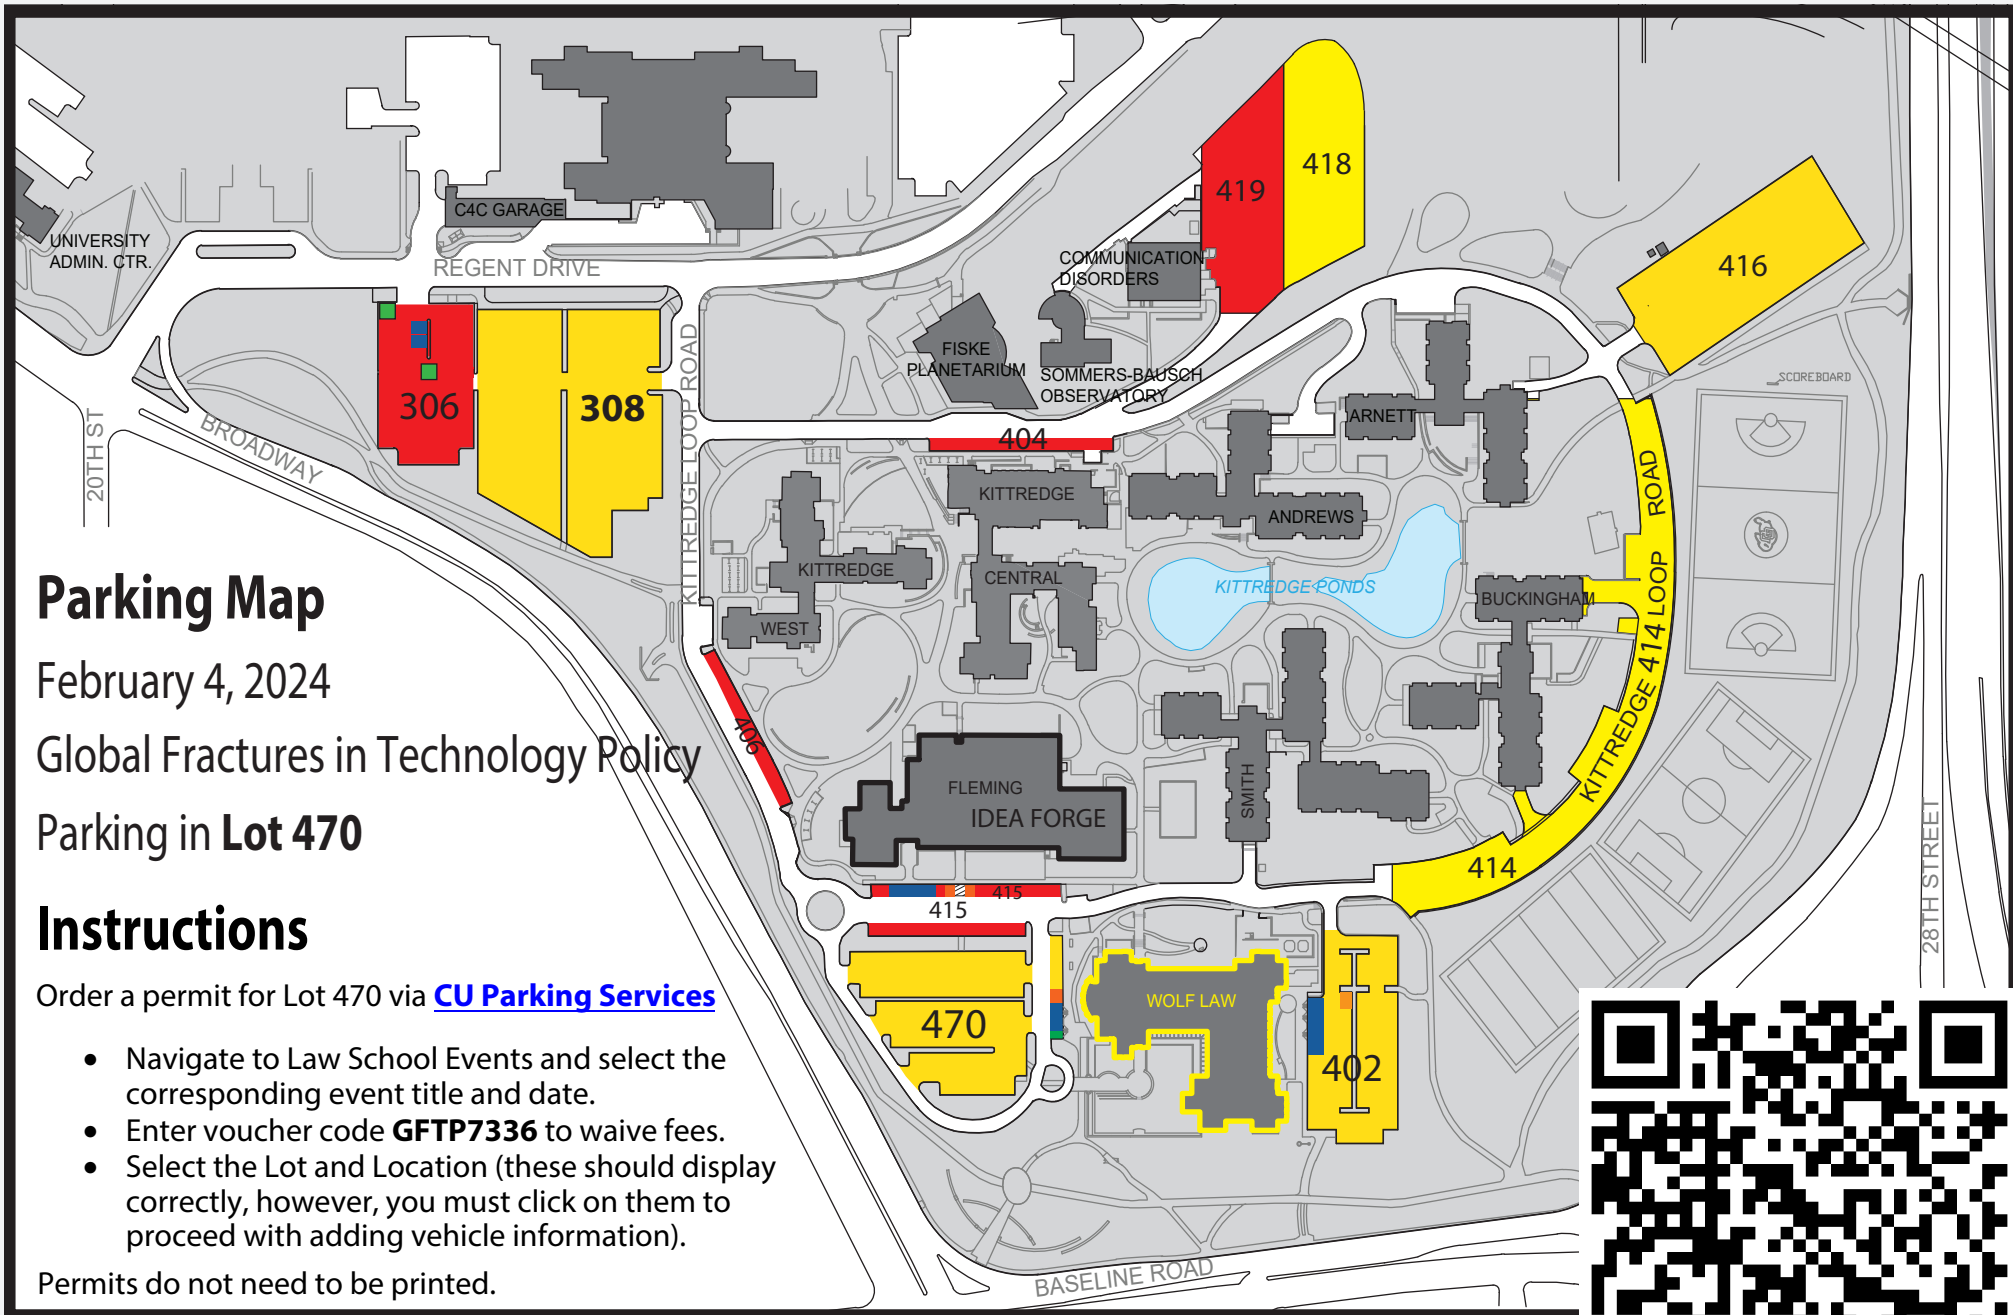 UNIVERSITY
ADMIN. CTR.
C4C GARAGE
REGENT DRIVE
COMMUNICATION
DISORDERS
419
418
416
FISKE
PLANETARIUM
SOMMERS-BAUSCH
OBSERVATORY
SCOREBOARD
306
308
KITTREDGE LOOP ROAD
20TH ST
BROADWAY
404
ARNETT
KITTREDGE
ANDREWS
KITTREDGE
CENTRAL
KITTREDGE PONDS
BUCKINGHAM
WEST
KITTREDGE 414 LOOP ROAD
406
FLEMING
IDEA FORGE
SMITH
414
28TH STREET
415
415
WOLF LAW
470
402
BASELINE ROAD
Parking Map
February 4, 2024
Global Fractures in Technology Policy
Parking in Lot 470
Instructions
Order a permit for Lot 470 via CU Parking Services
• Navigate to Law School Events and select the
corresponding event title and date.
• Enter voucher code GFTP7336 to waive fees.
• Select the Lot and Location (these should display
correctly, however, you must click on them to
proceed with adding vehicle information).
Permits do not need to be printed.